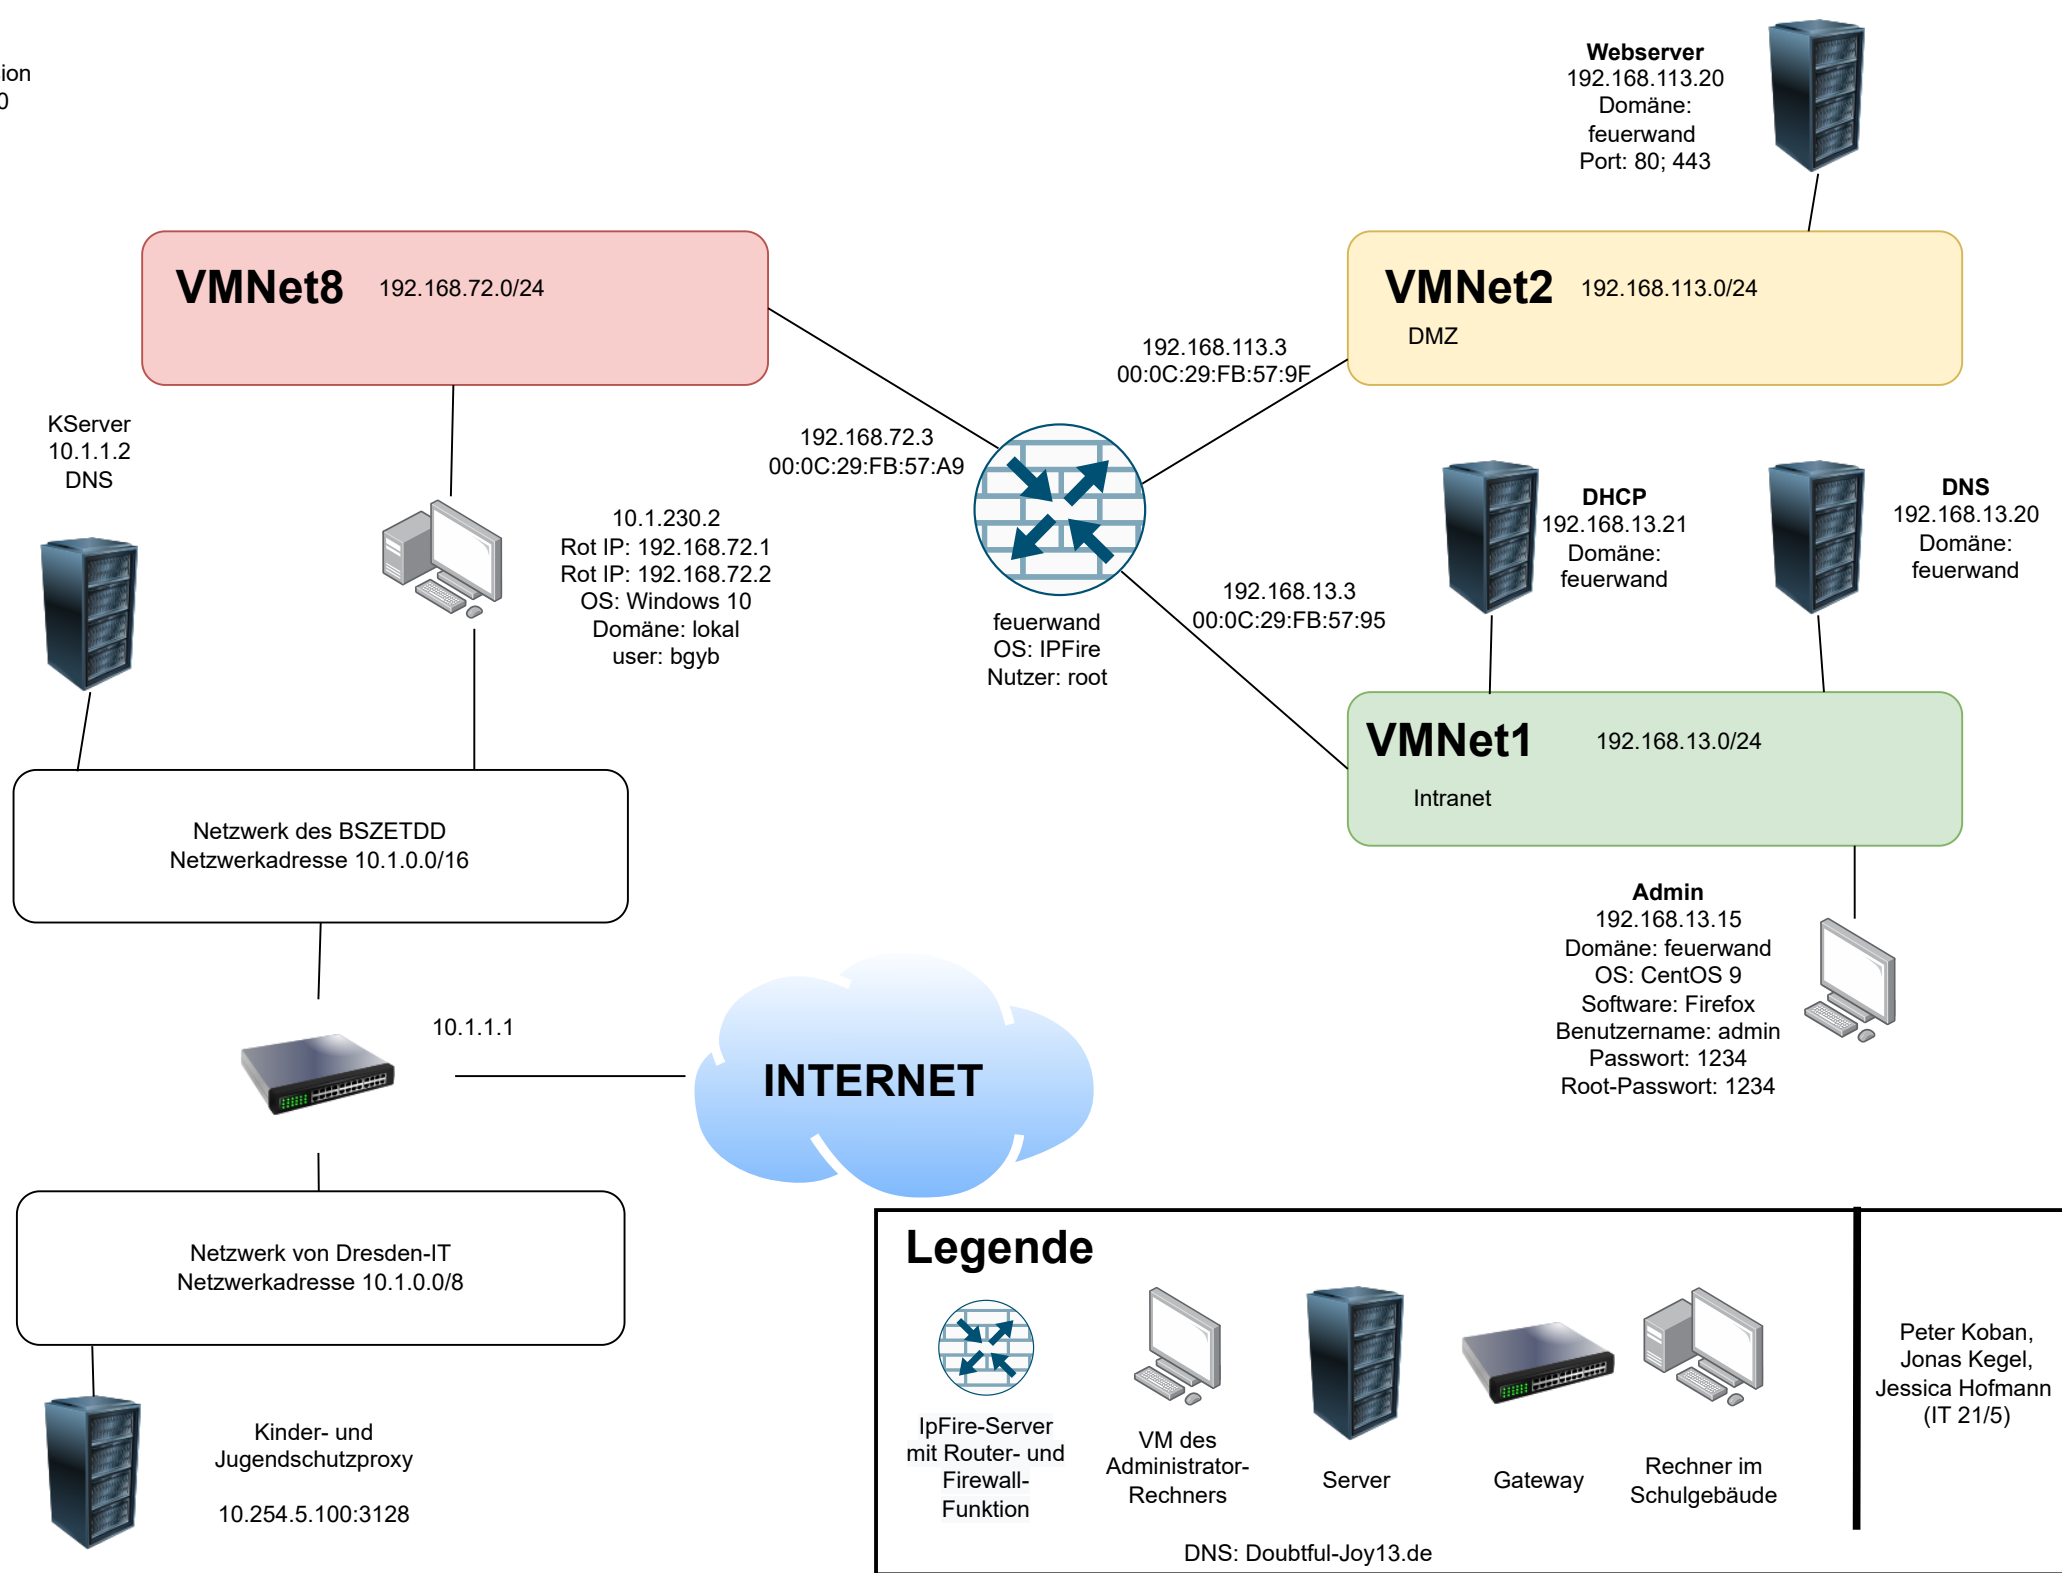 Webserver
192.168.113.20
Domäne:
feuerwand
Port: 80; 443
VMNet8
192.168.72.0/24
VMNet2
192.168.113.0/24
DMZ
192.168.113.3
00:0C:29:FB:57:9F
192.168.72.3
00:0C:29:FB:57:A9
KServer
10.1.1.2
DNS
10.1.230.2
Rot IP: 192.168.72.1
Rot IP: 192.168.72.2
OS: Windows 10
Domäne: lokal
user: bgyb
feuerwand
OS: IPFire
Nutzer: root
192.168.13.3
00:0C:29:FB:57:95
DHCP
192.168.13.21
Domäne:
feuerwand
DNS
192.168.13.20
Domäne:
feuerwand
VMNet1
192.168.13.0/24
Intranet
Netzwerk des BSZETDD
Netzwerkadresse 10.1.0.0/16
Admin
192.168.13.15
Domäne: feuerwand
OS: CentOS 9
Software: Firefox
Benutzername: admin
Passwort: 1234
Root-Passwort: 1234
10.1.1.1
INTERNET
Netzwerk von Dresden-IT
Netzwerkadresse 10.1.0.0/8
Kinder- und
Jugendschutzproxy
10.254.5.100:3128
Legende
IpFire-Server
mit Router- und
Firewall-
Funktion
VM des
Administrator-
Rechners
Server
Gateway
Rechner im
Schulgebäude
DNS: Doubtful-Joy13.de
Peter Koban,
Jonas Kegel,
Jessica Hofmann
(IT 21/5)